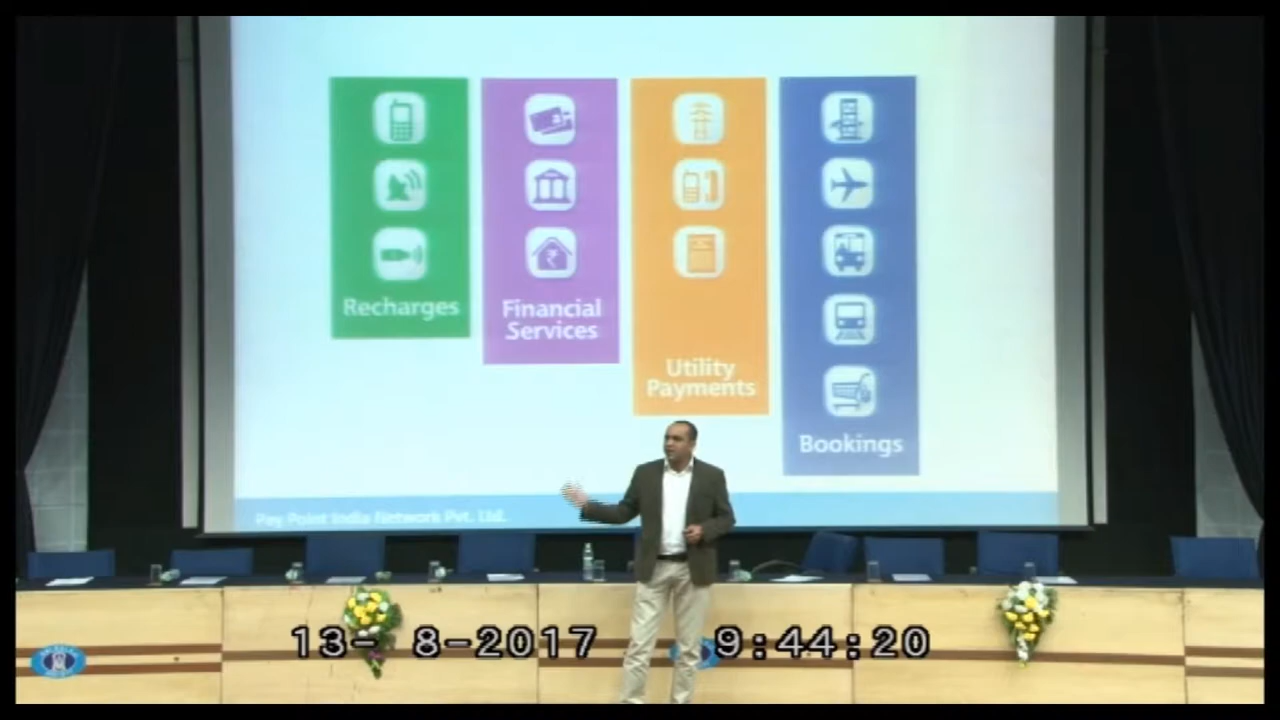 Recharges
Financial
Services
Utility
Payments
Bookings
Pay Point India Network Pvt. Ltd.
13- 8-2017 9:44:20